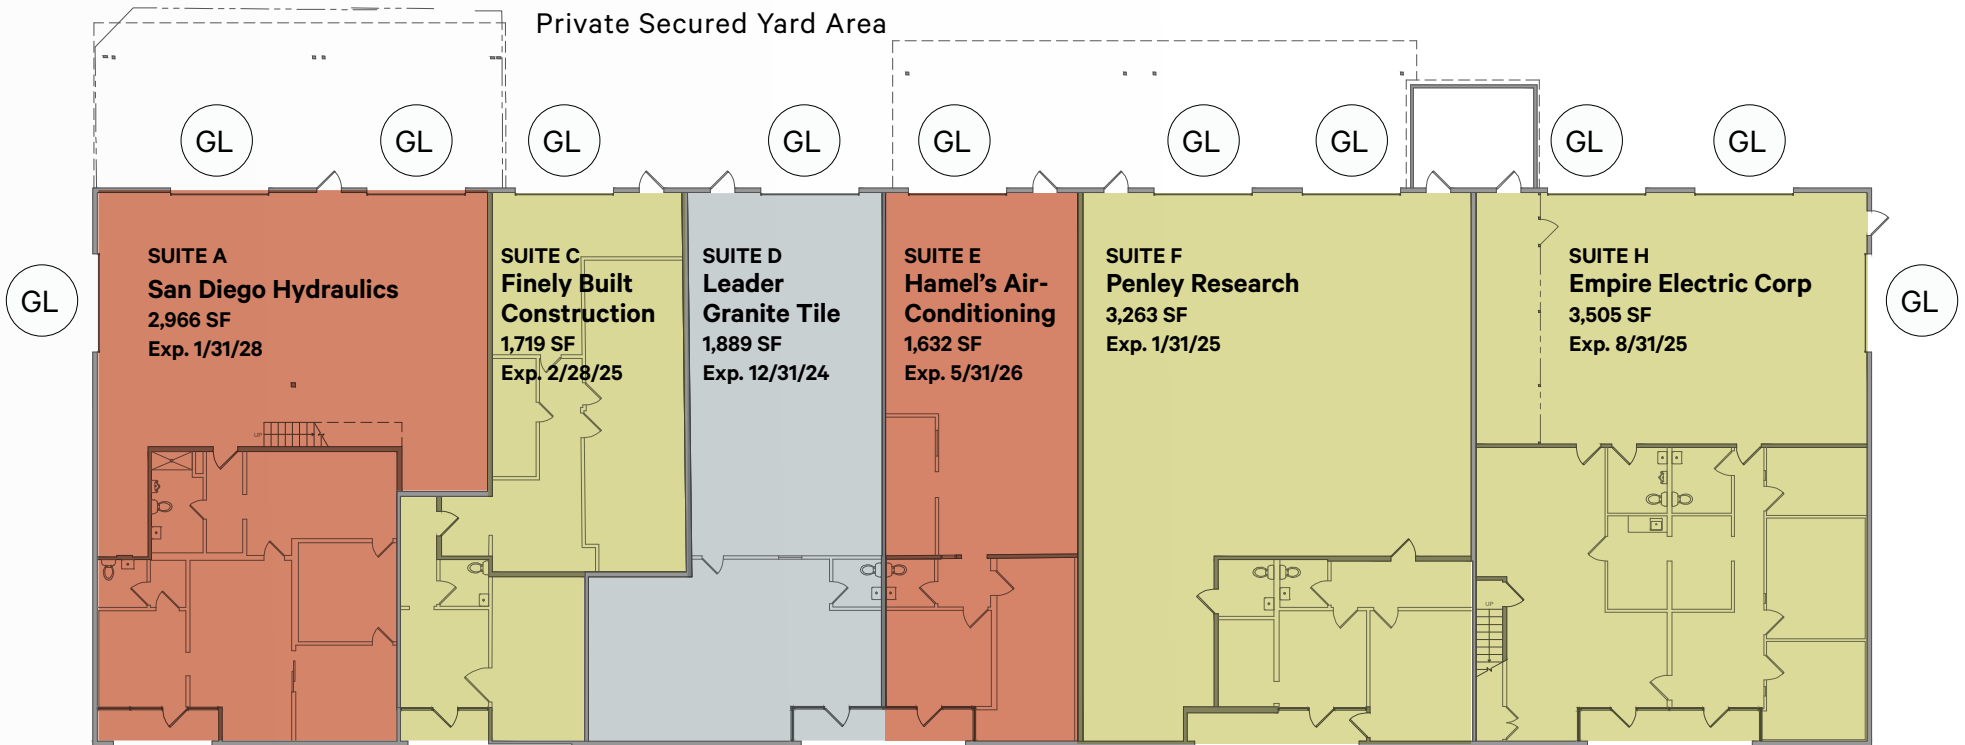 Private Secured Yard Area
GL
GL
GL
GL
GL
GL
GL
GL
GL
GL
GL
SUITE A
San Diego Hydraulics
2,966 SF
Exp. 1/31/28
SUITE C
Finely Built
Construction
1,719 SF
Exp. 2/28/25
SUITE D
Leader
Granite Tile
1,889 SF
Exp. 12/31/24
SUITE E
Hamel's Air-
Conditioning
1,632 SF
Exp. 5/31/26
SUITE F
Penley Research
3,263 SF
Exp. 1/31/25
SUITE H
Empire Electric Corp
3,505 SF
Exp. 8/31/25
UP
UP